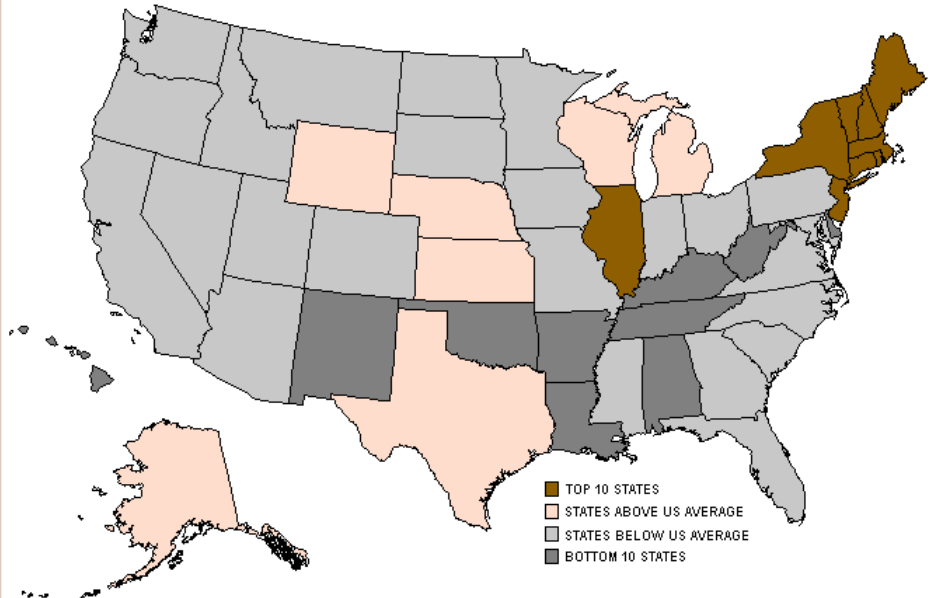 TOP 10 STATES
STATES ABOVE US AVERAGE
STATES BELOW US AVERAGE
BOTTOM 10 STATES